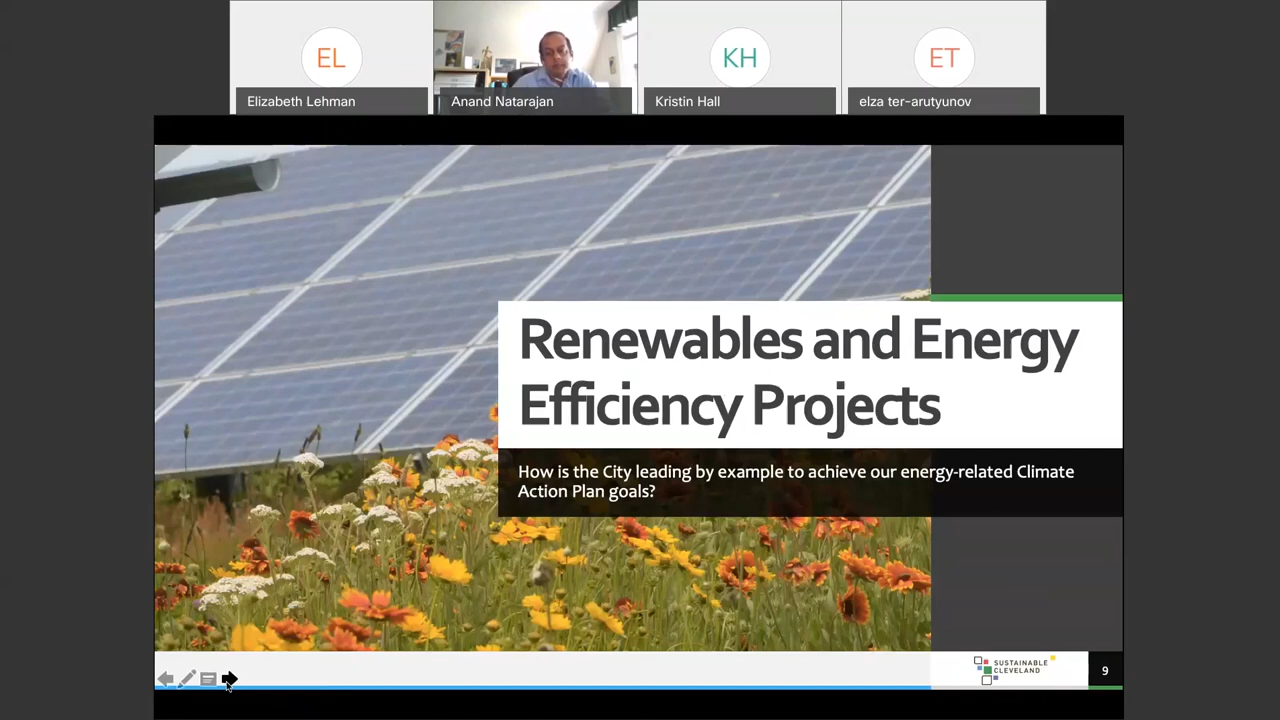 EL
KH
ET
Elizabeth Lehman
Anand Natarajan
Kristin Hall
elza ter-arutyunov
Renewables and Energy
Efficiency Projects
How is the City leading by example to achieve our energy-related Climate
Action Plan goals?
SUSTAINABLE
CLEVELAND
9